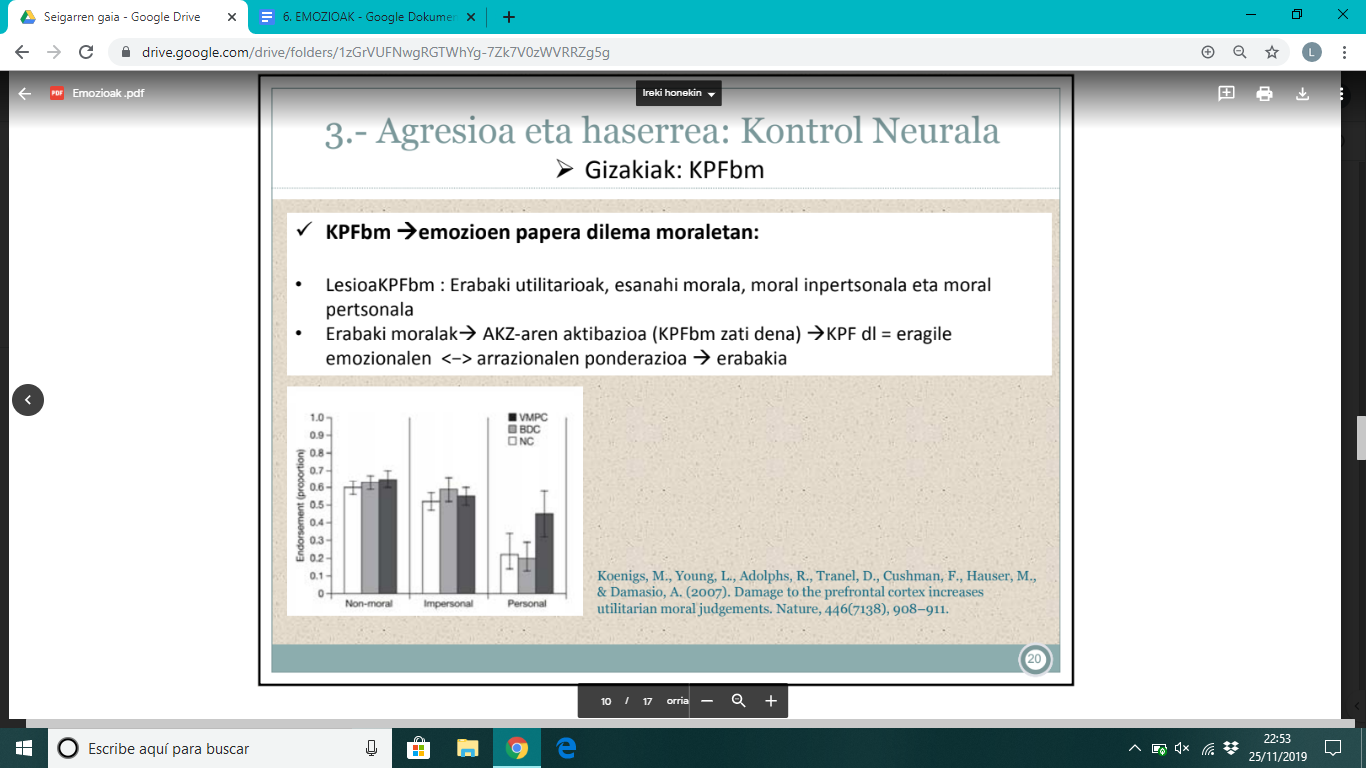 Seigarren gaia - Google Drive
6. EMOZIOAK - Google Dokumen
drive.google.com/drive/folders/1zGrVUFNwgRGTWhYg-7Zk7V0zWVRRZg5g
L
PDF Emozioak .pdf
Ireki honekin
3.- Agresioa eta haserrea: Kontrol Neurala
➢ Gizakiak: KPFbm
✓ KPFbm →emozioen papera dilema moraletan:
• LesioaKPFbm : Erabaki utilitarioak, esanahi morala, moral inpertsonala eta moral
pertsonala
• Erabaki moralak→ AKZ-aren aktibazioa (KPFbm zati dena) →KPF dl = eragile
emozionalen <–> arrazionalen ponderazioa → erabakia
Endorsement (proportion)
1.0
0.9
0.8
0.7
0.6
0.5
0.4
0.3
0.2
0.1
0
VMPC
BDC
NC
Non-moral Impersonal Personal
Koenigs, M., Young, L., Adolphs, R., Tranel, D., Cushman, F., Hauser, M.,
& Damasio, A. (2007). Damage to the prefrontal cortex increases
utilitarian moral judgements. Nature, 446(7138), 908–911.
20
10 / 17 orria
Escribe aquí para buscar
22:53
25/11/2019